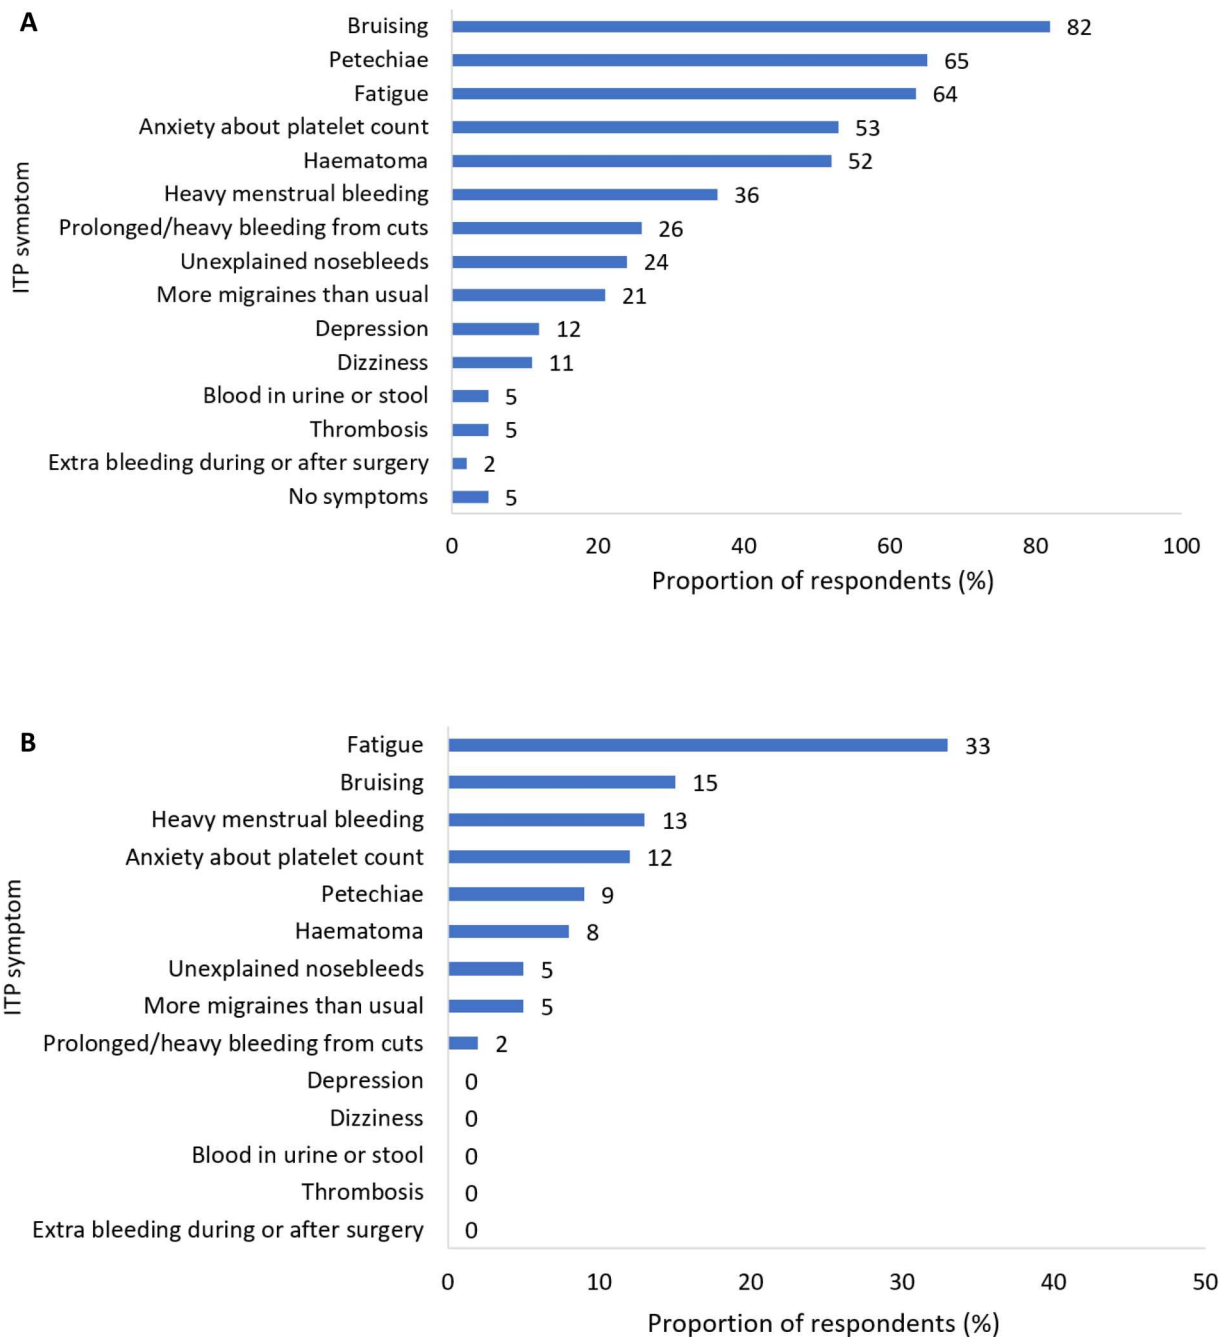 A
ITP symptom
Bruising 82
Petechiae 65
Fatigue 64
Anxiety about platelet count 53
Haematoma 52
Heavy menstrual bleeding 36
Prolonged/heavy bleeding from cuts 26
Unexplained nosebleeds 24
More migraines than usual 21
Depression 12
Dizziness 11
Blood in urine or stool 5
Thrombosis 5
Extra bleeding during or after surgery 2
No symptoms 5
0 20 40 60 80 100
Proportion of respondents (%)
B
ITP symptom
Fatigue 33
Bruising 15
Heavy menstrual bleeding 13
Anxiety about platelet count 12
Petechiae 9
Haematoma 8
Unexplained nosebleeds 5
More migraines than usual 5
Prolonged/heavy bleeding from cuts 2
Depression 0
Dizziness 0
Blood in urine or stool 0
Thrombosis 0
Extra bleeding during or after surgery 0
0 10 20 30 40 50
Proportion of respondents (%)